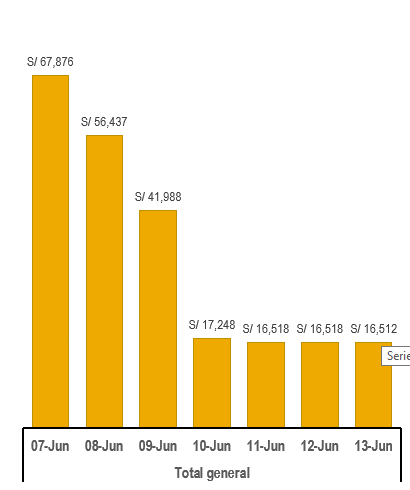 S/ 67,876
S/ 56,437
S/ 41,988
S/ 17,248
S/ 16,518
S/ 16,518
S/ 16,512
Serie
07-Jun 08-Jun 09-Jun 10-Jun 11-Jun 12-Jun 13-Jun
Total general